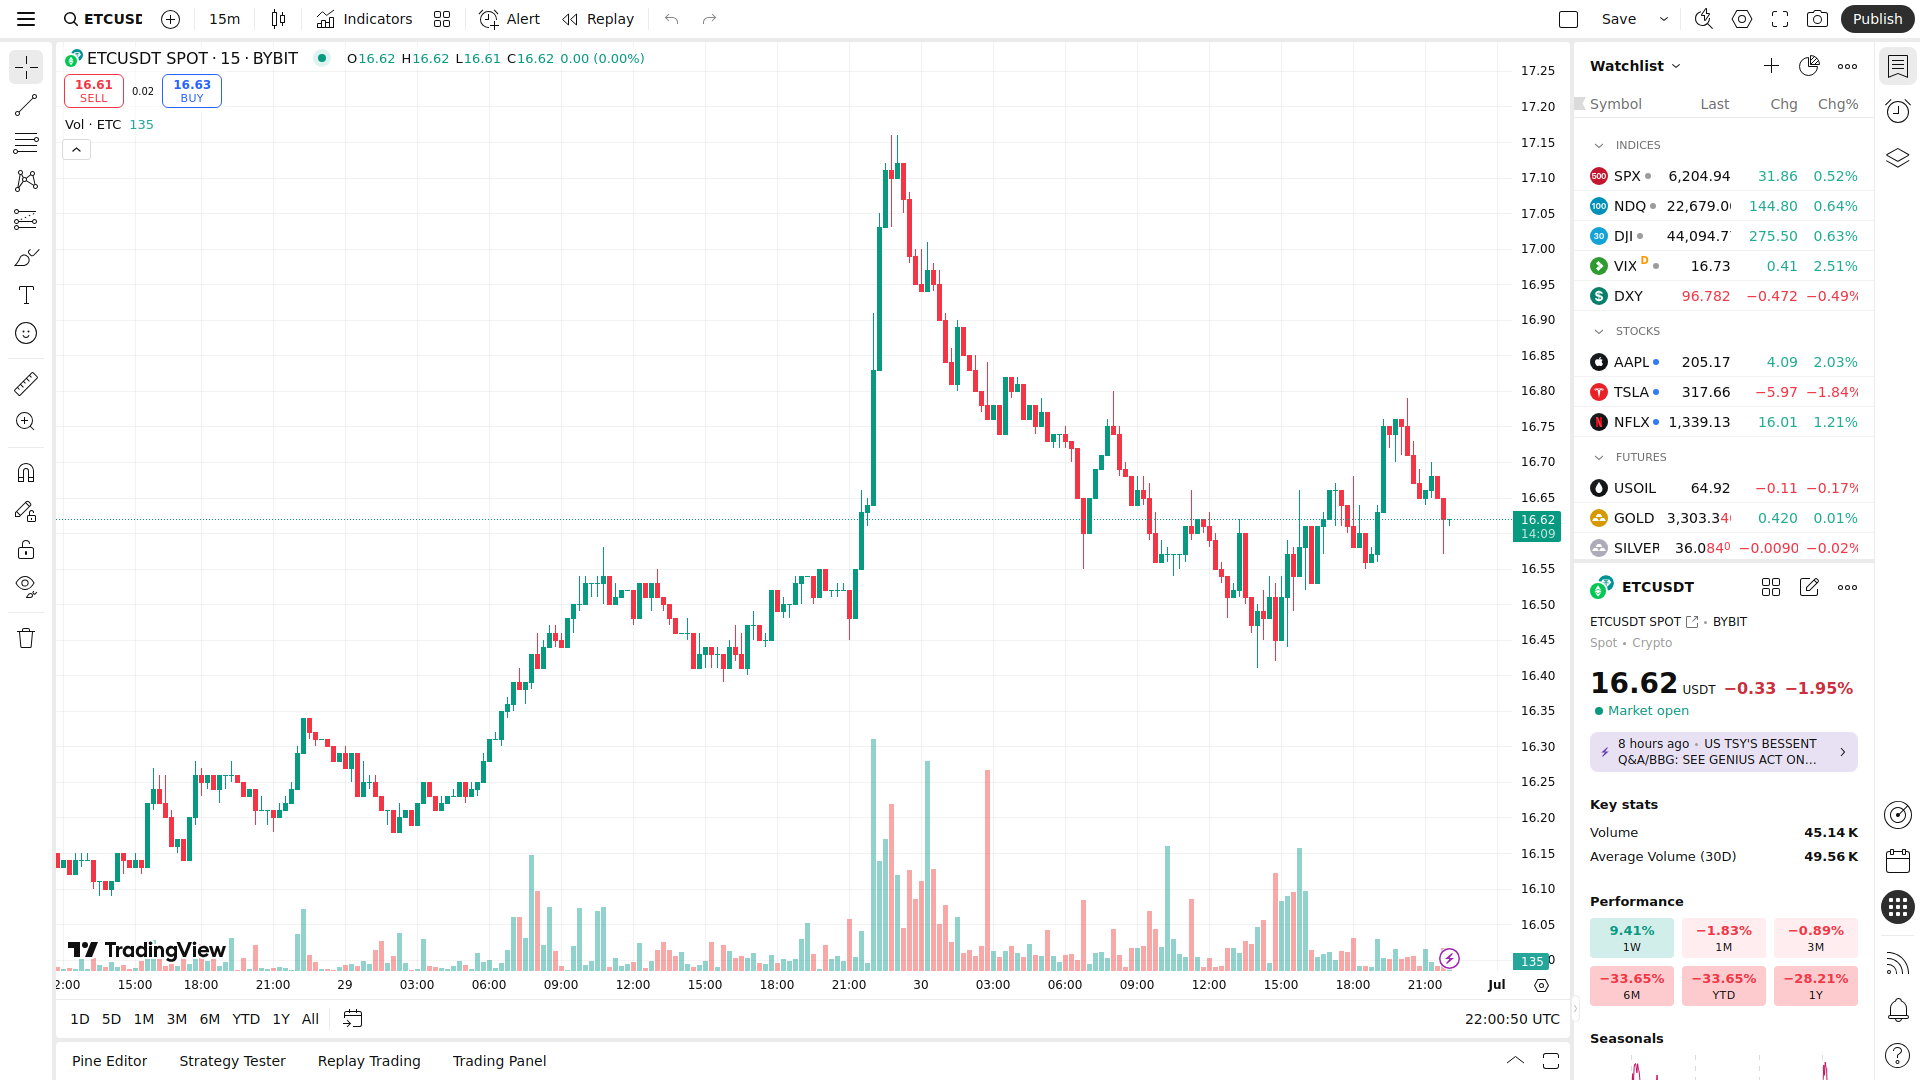 ETCUSD
15m
Indicators
Alert
Replay
Save
Publish
ETCUSDT SPOT · 15 · BYBIT
O16.62 H16.62 L16.61 C16.62 0.00 (0.00%)
16.61
SELL
0.02
16.63
BUY
Vol · ETC 135
17.25
17.20
17.15
17.10
17.05
17.00
16.95
16.90
16.85
16.80
16.75
16.70
16.65
16.62
14:09
16.55
16.50
16.45
16.40
16.35
16.30
16.25
16.20
16.15
16.10
16.05
135
TradingView
2:00 15:00 18:00 21:00 29 03:00 06:00 09:00 12:00 15:00 18:00 21:00 30 03:00 06:00 09:00 12:00 15:00 18:00 21:00 Jul
1D 5D 1M 3M 6M YTD 1Y All
22:00:50 UTC
Pine Editor Strategy Tester Replay Trading Trading Panel
Watchlist
Symbol Last Chg Chg%
INDICES
SPX 6,204.94 31.86 0.52%
NDQ 22,679.0 144.80 0.64%
DJI 44,094.7 275.50 0.63%
VIX D 16.73 0.41 2.51%
DXY 96.782 −0.472 −0.49%
STOCKS
AAPL 205.17 4.09 2.03%
TSLA 317.66 −5.97 −1.84%
NFLX 1,339.13 16.01 1.21%
FUTURES
USOIL 64.92 −0.11 −0.17%
GOLD 3,303.34 0.420 0.01%
SILVER 36.0840 −0.0090 −0.02%
ETCUSDT
ETCUSDT SPOT • BYBIT
Spot • Crypto
16.62 USDT −0.33 −1.95%
Market open
8 hours ago • US TSY'S BESSENT
Q&A/BBG: SEE GENIUS ACT ON...
Key stats
Volume 45.14 K
Average Volume (30D) 49.56 K
Performance
9.41% −1.83% −0.89%
1W 1M 3M
−33.65% −33.65% −28.21%
6M YTD 1Y
Seasonals